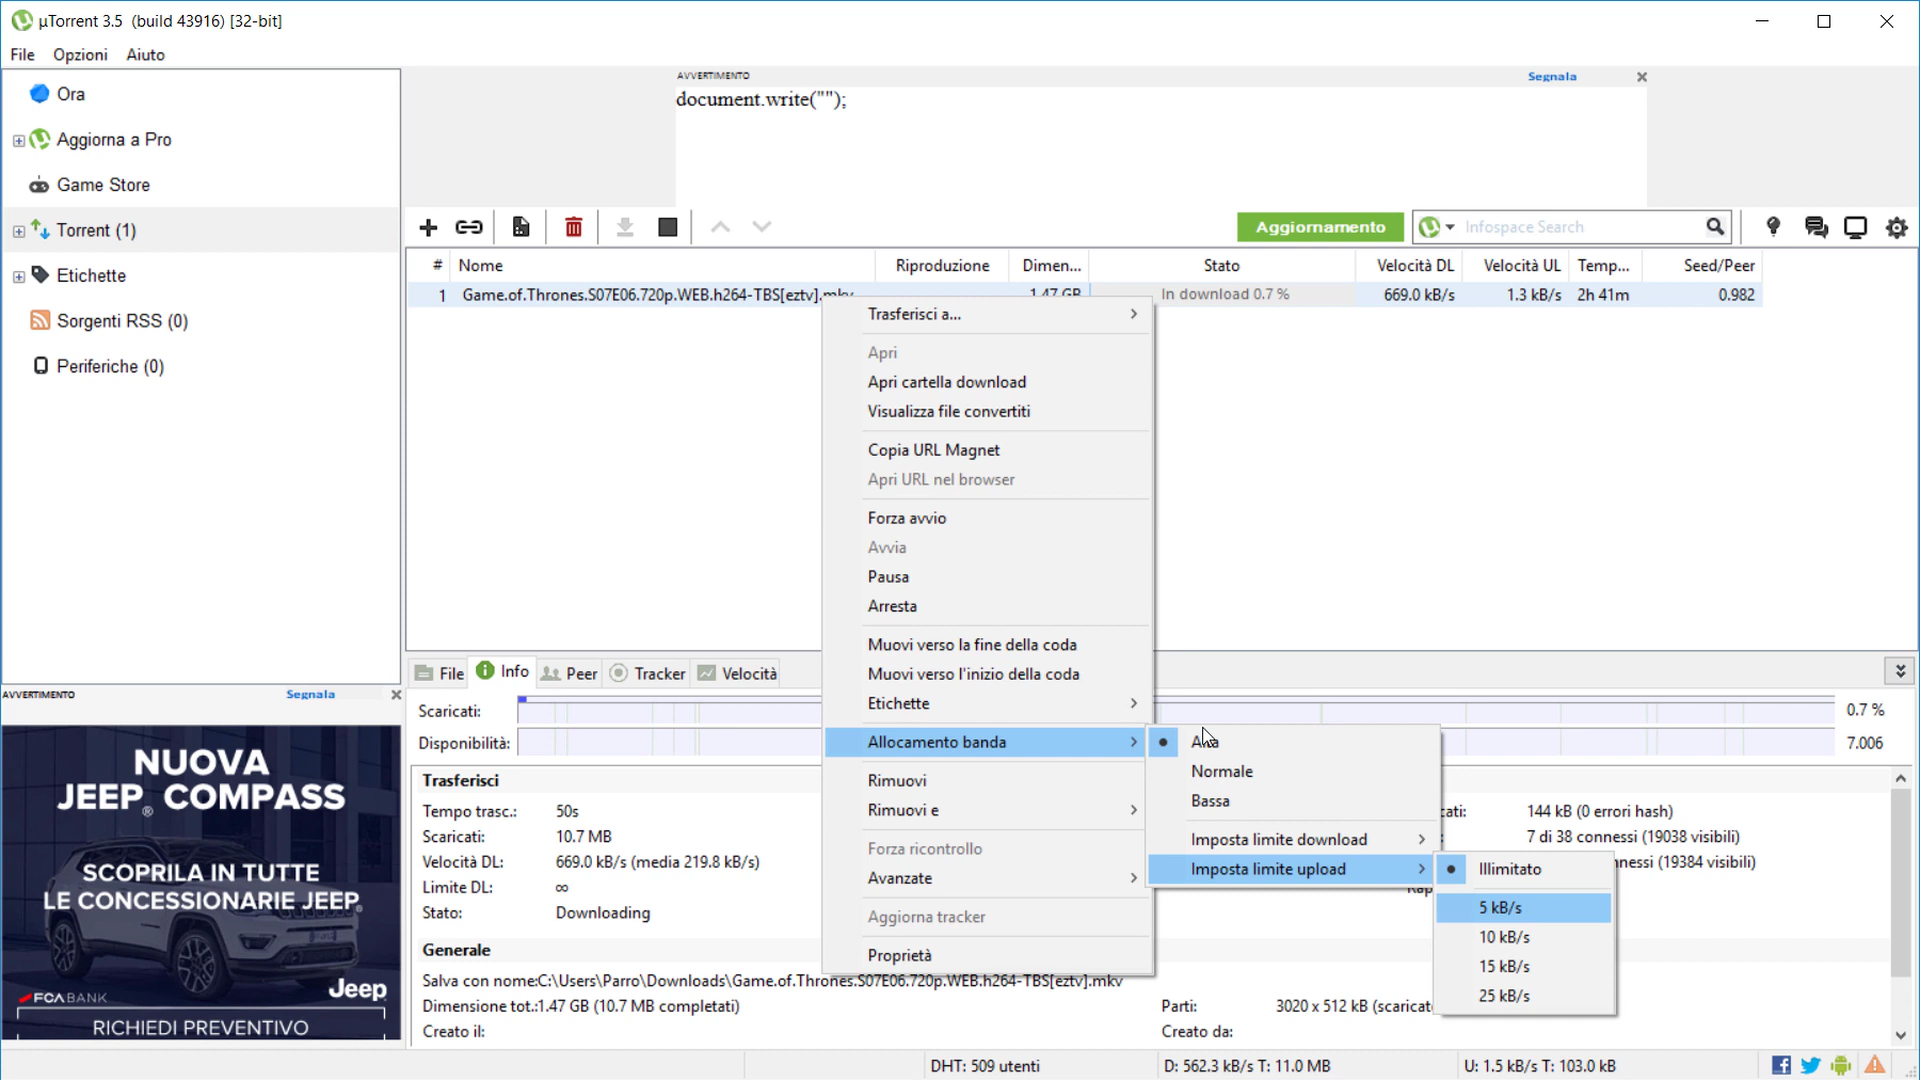 µTorrent 3.5 (build 43916) [32-bit]
File Opzioni Aiuto
Ora
Aggiorna a Pro
Game Store
Torrent (1)
Etichette
Sorgenti RSS (0)
Periferiche (0)
AVVERTIMENTO Segnala
document.write("");
Aggiornamento Infospace Search
# Nome Riproduzione Dimen... Stato Velocità DL Velocità UL Temp... Seed/Peer
1 Game.of.Thrones.S07E06.720p.WEB.h264-TBS[eztv].mkv 1.47 GB In download 0.7 % 669.0 kB/s 1.3 kB/s 2h 41m 0.982
Trasferisci a...
Apri
Apri cartella download
Visualizza file convertiti
Copia URL Magnet
Apri URL nel browser
Forza avvio
Avvia
Pausa
Arresta
Muovi verso la fine della coda
Muovi verso l'inizio della coda
Etichette
Allocamento banda
Rimuovi
Rimuovi e
Forza ricontrollo
Avanzate
Aggiorna tracker
Proprietà
Normale
Bassa
Imposta limite download
Imposta limite upload
Illimitato
5 kB/s
10 kB/s
15 kB/s
25 kB/s
File Info Peer Tracker Velocità
Scaricati: 0.7 %
Disponibilità: 7.006
Trasferisci
Tempo trasc.: 50s
Scaricati: 10.7 MB
Velocità DL: 669.0 kB/s (media 219.8 kB/s)
Limite DL: ∞
Stato: Downloading
144 kB (0 errori hash)
7 di 38 connessi (19038 visibili)
(19384 visibili)
Generale
Salva con nome:C:\Users\Parro\Downloads\Game.of.Thrones.S07E06.720p.WEB.h264-TBS[eztv].mkv
Dimensione tot.:1.47 GB (10.7 MB completati)
Parti: 3020 x 512 kB
Creato il:
Creato da:
AVVERTIMENTO Segnala
NUOVA
JEEP® COMPASS
SCOPRILA IN TUTTE
LE CONCESSIONARIE JEEP®
Jeep
FCA BANK
RICHIEDI PREVENTIVO
DHT: 509 utenti D: 562.3 kB/s T: 11.0 MB U: 1.5 kB/s T: 103.0 kB